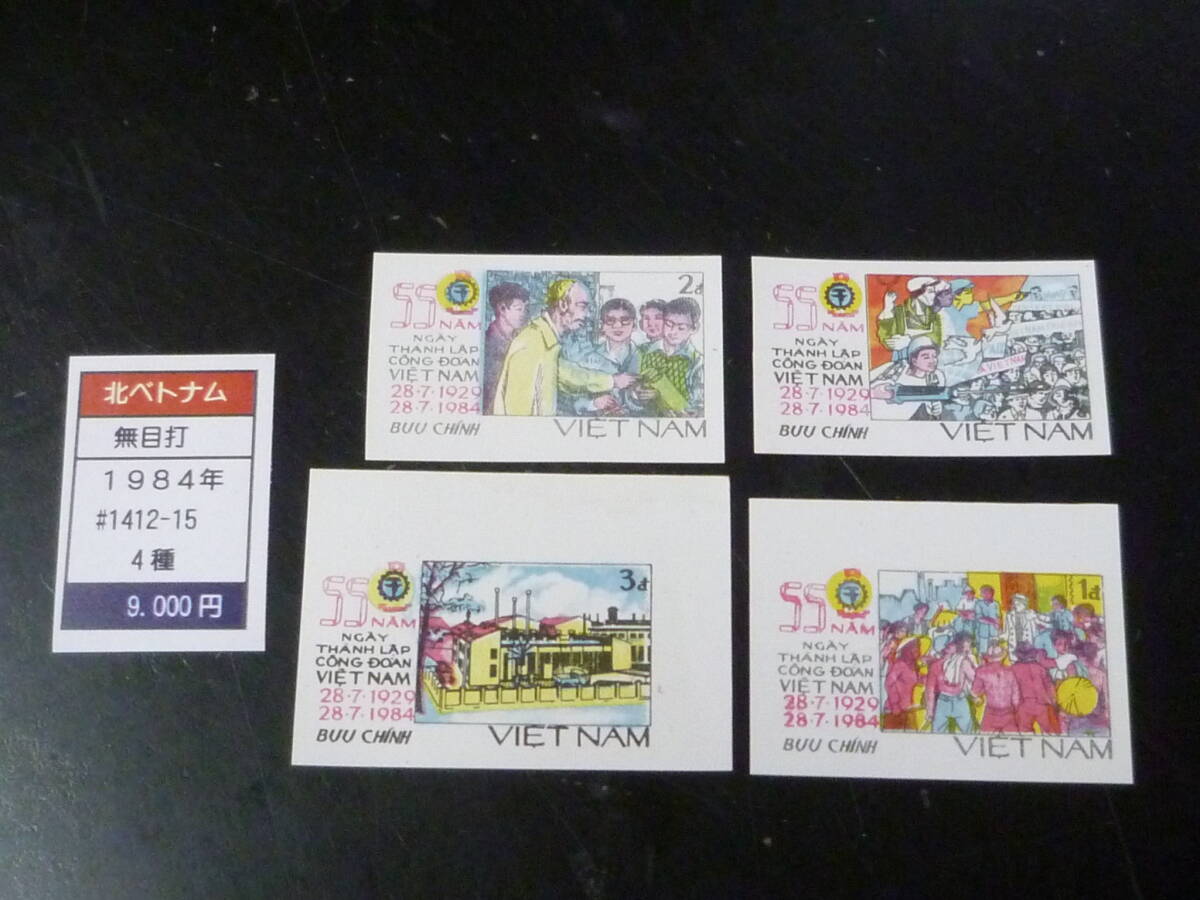 北ベトナム
無目打
1984年
#1412-15
4種
9.000円
2đ
55
NĂM
NGÀY
THÀNH LẬP
CÔNG ĐOÀN
VIỆT NAM
28·7·1929
28·7·1984
BƯU CHÍNH
VIỆT NAM
55
NĂM
NGÀY
THÀNH LẬP
CÔNG ĐOÀN
VIỆT NAM
28·7·1929
28·7·1984
BƯU CHÍNH
VIỆT NAM
VIETNAM
3đ
55
NĂM
NGÀY
THÀNH LẬP
CÔNG ĐOÀN
VIỆT NAM
28·7·1929
28·7·1984
BƯU CHÍNH
VIỆT NAM
1đ
55
NĂM
NGÀY
THÀNH LẬP
CÔNG ĐOÀN
VIỆT NAM
28·7·1929
28·7·1984
BƯU CHÍNH
VIỆT NAM